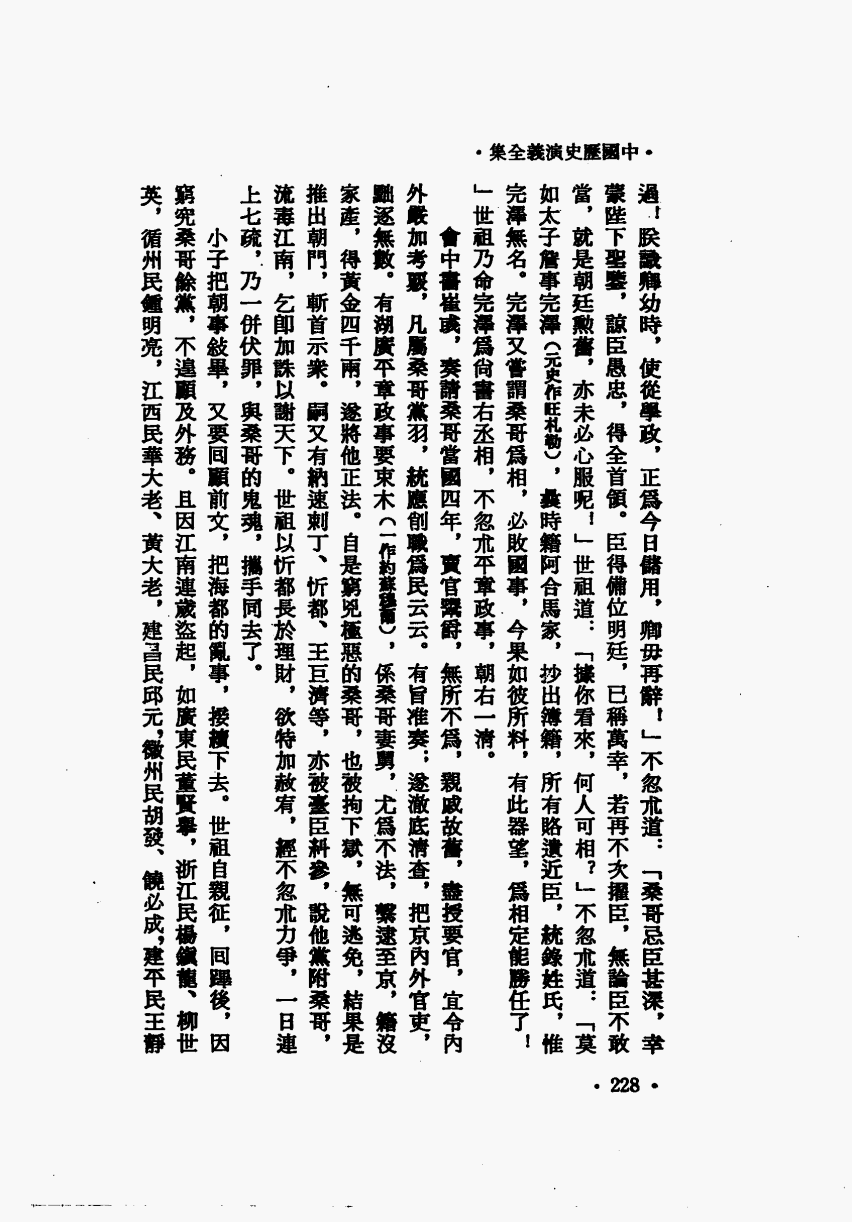 ·中國歷史演義全集·
過！朕識卿幼時，使從學政，正為今日儲用，卿毋再辭！」不忽朮道：「桑哥忌臣甚深，幸
蒙陛下聖鑒，諒臣愚忠，得全首領。臣得備位明廷，已稱萬幸，若再不次擢臣，無論臣不敢
當，就是朝廷勳舊，亦未必心服呢！」世祖道：「據你看來，何人可相？」不忽朮道：「莫
如太子詹事完澤（元史作旺札勒），曩時籍阿合馬家，抄出簿籍，所有賂遺近臣，統錄姓氏，惟
完澤無名。完澤又嘗謂桑哥為相，必敗國事，今果如彼所料，有此器望，為相定能勝任了！
」世祖乃命完澤為尙書右丞相，不忽朮平章政事，朝右一清。
會中書崔彧，奏請桑哥當國四年，賣官鬻爵，無所不為，親戚故舊，盡授要官，宜令內
外嚴加考覈，凡屬桑哥黨羽，統應削職為民云云。有旨准奏；遂澈底清查，把京內外官吏，
黜逐無數。有湖廣平章政事要束木（一作約蘇穆爾），係桑哥妻舅，尤為不法，繫逮至京，籍沒
家產，得黃金四千兩，遂將他正法。自是窮兇極惡的桑哥，也被拘下獄，無可逃免，結果是
推出朝門，斬首示衆。嗣又有納速剌丁、忻都、王巨濟等，亦被臺臣糾參，說他黨附桑哥，
流毒江南，乞卽加誅以謝天下。世祖以忻都長於理財，欲特加赦宥，經不忽朮力爭，一日連
上七疏，乃一併伏罪，與桑哥的鬼魂，攜手同去了。
小子把朝事敍畢，又要囘顧前文，把海都的亂事，接續下去。世祖自親征，囘蹕後，因
窮究桑哥餘黨，不遑顧及外務。且因江南連歲盜起，如廣東民董賢舉，浙江民楊鎭龍、柳世
英，循州民鍾明亮，江西民華大老、黃大老，建昌民邱元，徽州民胡發、饒必成，建平民王靜
·228·